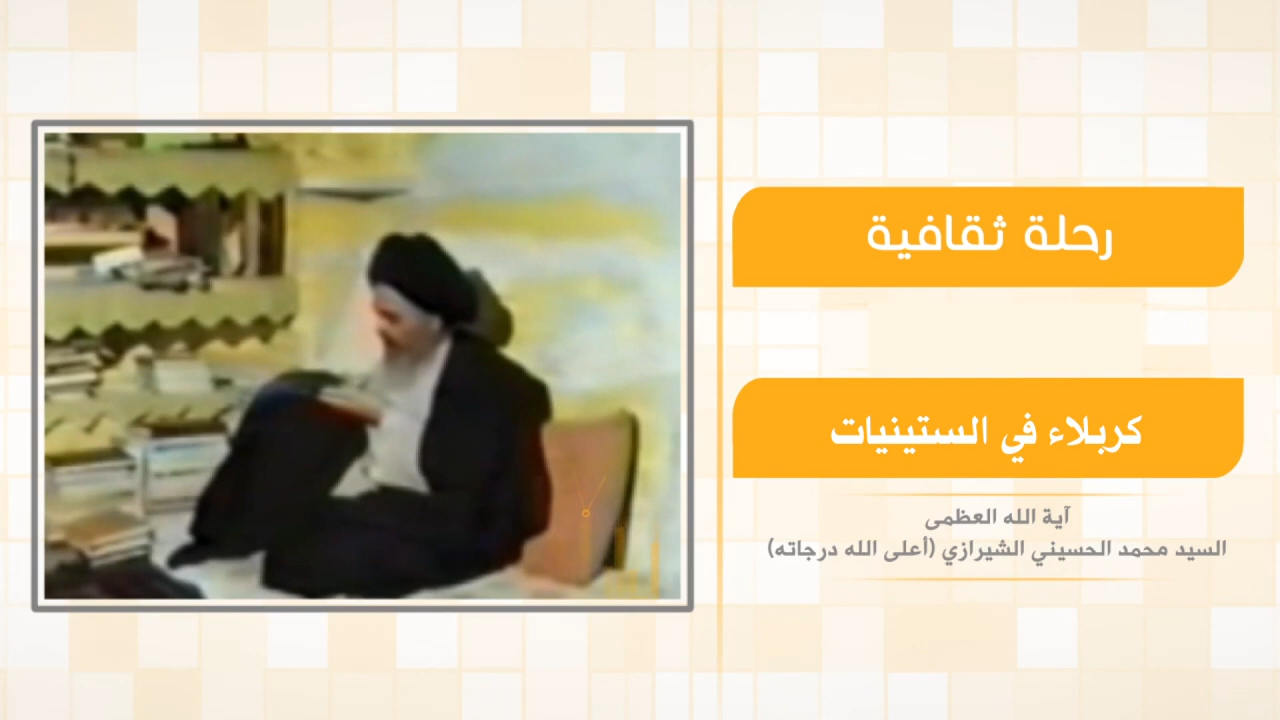 رحلة ثقافية
كربلاء في الستينيات
آية الله العظمى
السيد محمد الحسيني الشيرازي (أعلى الله درجاته)